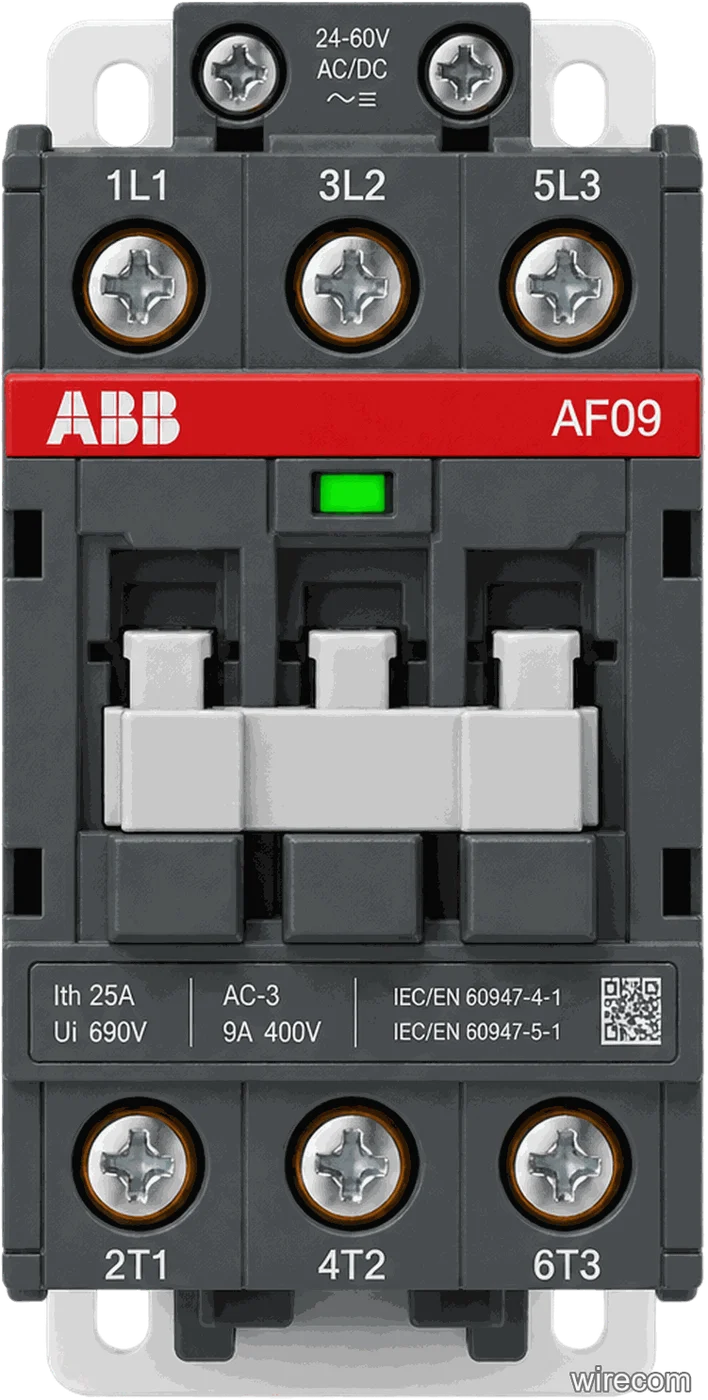 24-60V
AC/DC
1L1 3L2 5L3
ABB AF09
Ith 25A AC-3 IEC/EN 60947-4-1
Ui 690V 9A 400V IEC/EN 60947-5-1
2T1 4T2 6T3
wirecom